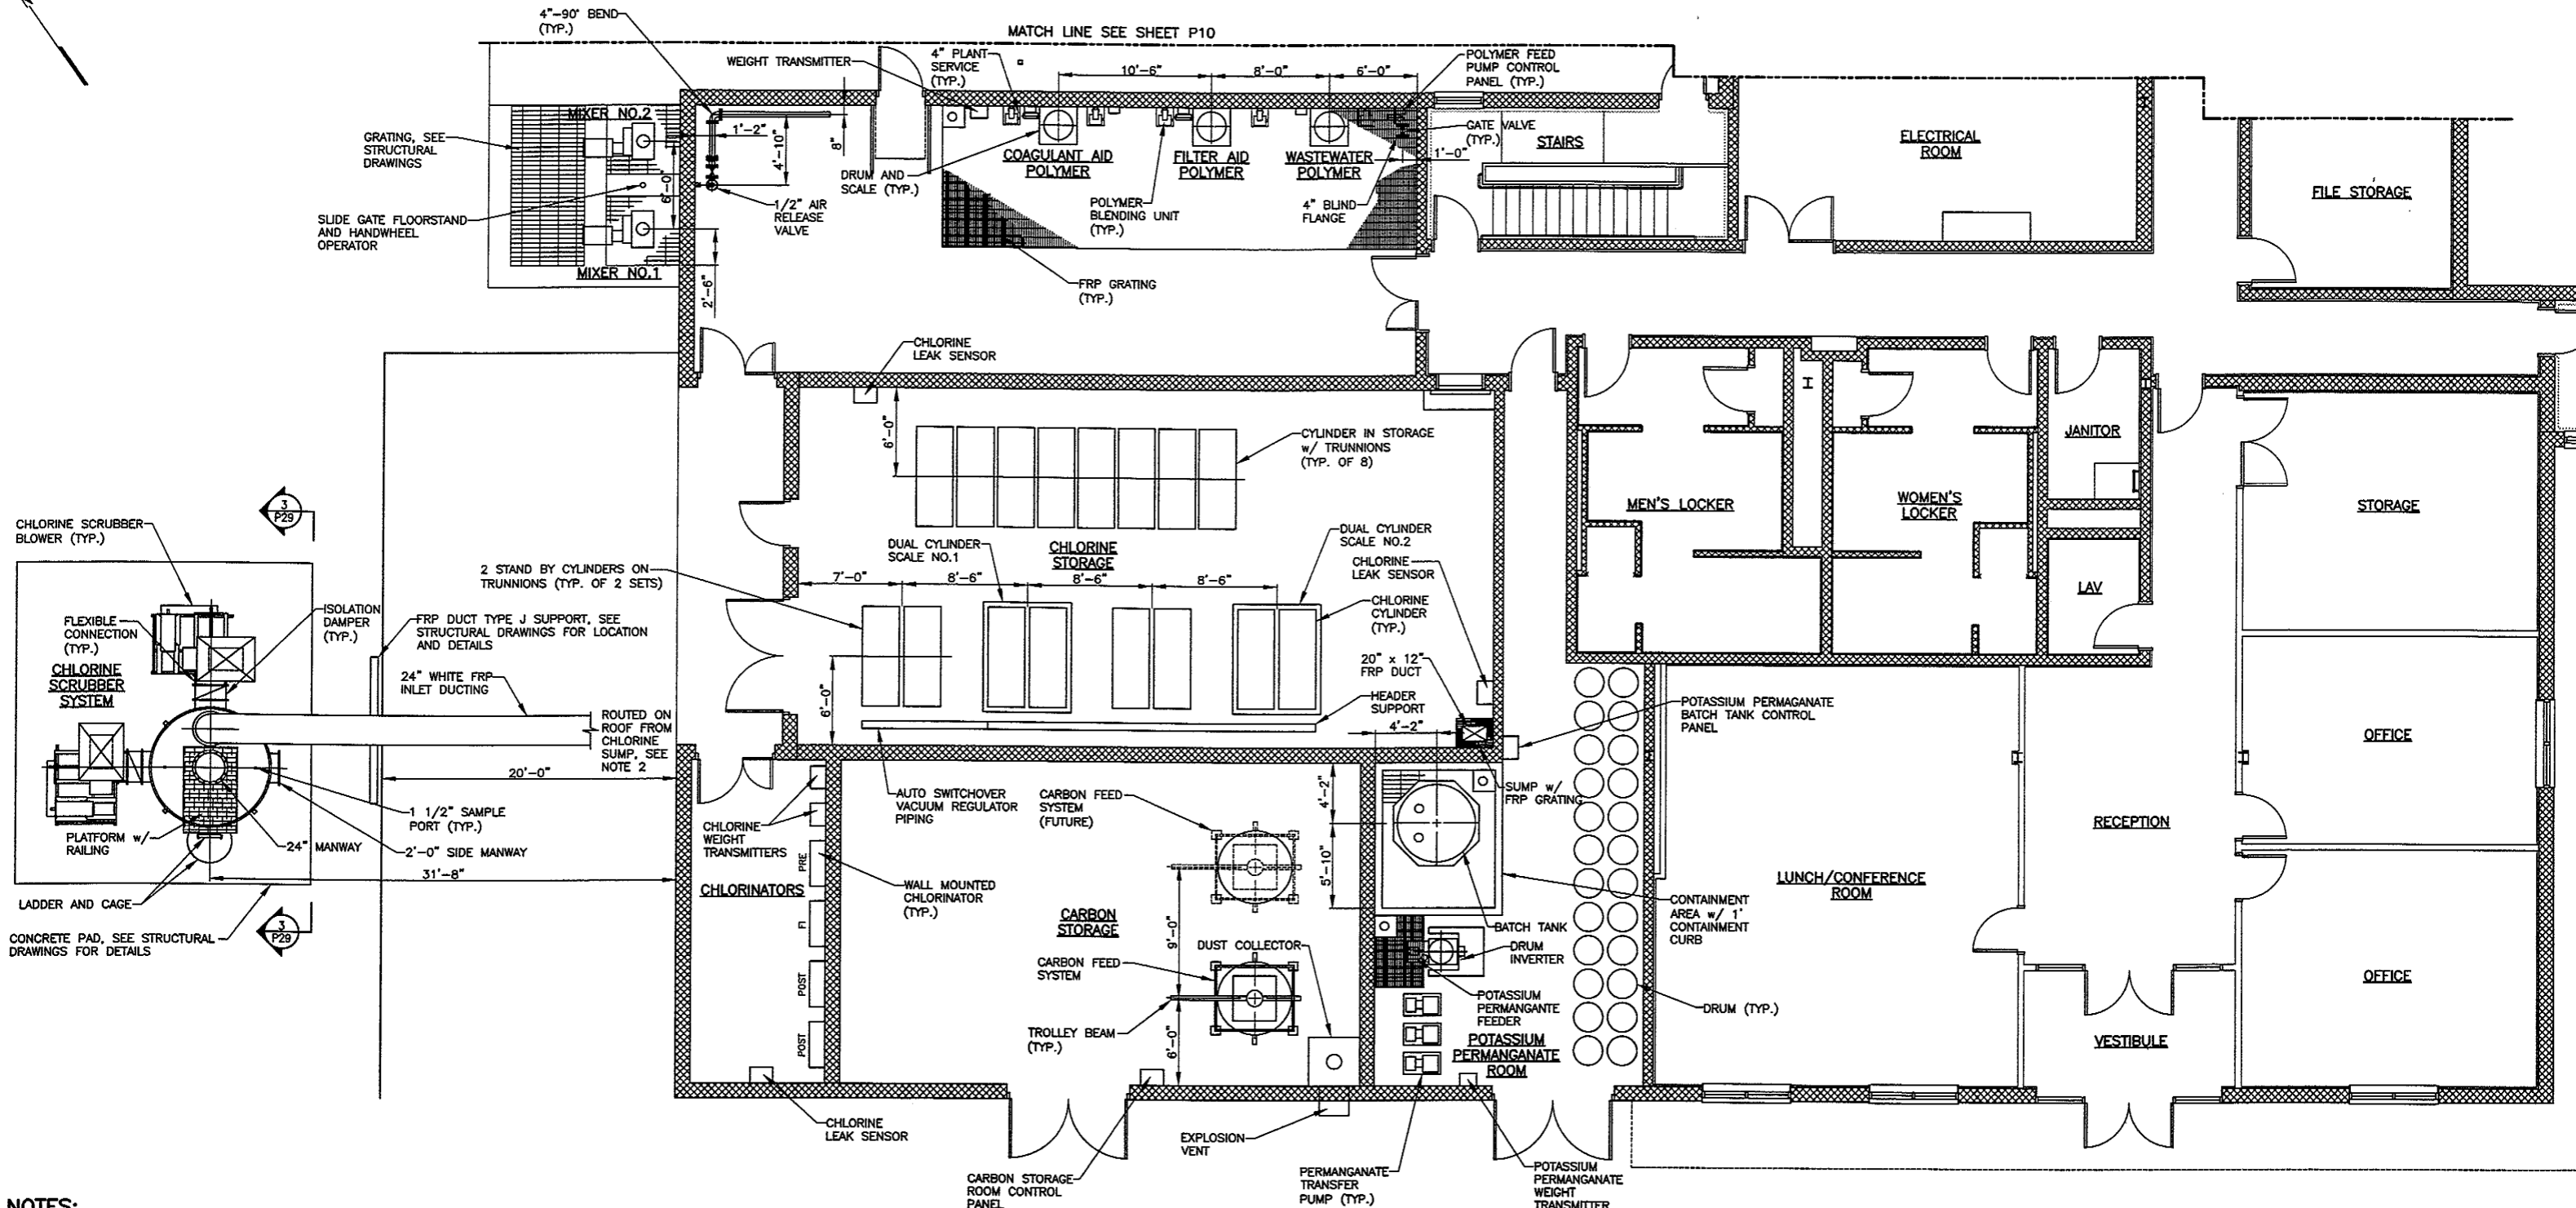 4"-90° BEND
(TYP.)
MATCH LINE SEE SHEET P10
WEIGHT TRANSMITTER
4" PLANT
SERVICE
(TYP.)
10'-6"
8'-0"
6'-0"
POLYMER FEED
PUMP CONTROL
PANEL (TYP.)
MIXER NO.2
GRATING, SEE
STRUCTURAL
DRAWINGS
1'-2"
4'-10"
8"
6'-0"
SLIDE GATE FLOORSTAND
AND HANDWHEEL
OPERATOR
MIXER NO.1
2'-6"
1/2" AIR
RELEASE
VALVE
DRUM AND
SCALE (TYP.)
COAGULANT AID
POLYMER
FILTER AID
POLYMER
WASTEWATER
POLYMER
GATE VALVE
(TYP.)
1'-0"
POLYMER
BLENDING UNIT
(TYP.)
4" BLIND
FLANGE
FRP GRATING
(TYP.)
STAIRS
ELECTRICAL
ROOM
FILE STORAGE
CHLORINE
LEAK SENSOR
6'-0"
CYLINDER IN STORAGE
w/ TRUNNIONS
(TYP. OF 8)
CHLORINE
STORAGE
DUAL CYLINDER
SCALE NO.1
DUAL CYLINDER
SCALE NO.2
CHLORINE
LEAK SENSOR
2 STAND BY CYLINDERS ON
TRUNNIONS (TYP. OF 2 SETS)
7'-0"
8'-6"
8'-6"
8'-6"
CHLORINE
CYLINDER
(TYP.)
6'-0"
20" x 12"
FRP DUCT
HEADER
SUPPORT
4'-2"
MEN'S LOCKER
WOMEN'S
LOCKER
JANITOR
LAV
STORAGE
OFFICE
OFFICE
3
P29
CHLORINE SCRUBBER
BLOWER (TYP.)
FLEXIBLE
CONNECTION
(TYP.)
ISOLATION
DAMPER
(TYP.)
CHLORINE
SCRUBBER
SYSTEM
FRP DUCT TYPE J SUPPORT, SEE
STRUCTURAL DRAWINGS FOR LOCATION
AND DETAILS
24" WHITE FRP
INLET DUCTING
ROUTED ON
ROOF FROM
CHLORINE
SUMP, SEE
NOTE 2
20'-0"
1 1/2" SAMPLE
PORT (TYP.)
PLATFORM w/
RAILING
24" MANWAY
2'-0" SIDE MANWAY
31'-8"
LADDER AND CAGE
3
P29
CONCRETE PAD, SEE STRUCTURAL
DRAWINGS FOR DETAILS
AUTO SWITCHOVER
VACUUM REGULATOR
PIPING
CHLORINE
WEIGHT
TRANSMITTERS
PRE
CHLORINATORS
WALL MOUNTED
CHLORINATOR
(TYP.)
FI
POST
POST
CHLORINE
LEAK SENSOR
CARBON FEED
SYSTEM
(FUTURE)
CARBON
STORAGE
9'-0"
CARBON FEED
SYSTEM
DUST COLLECTOR
TROLLEY BEAM
(TYP.)
6'-0"
CARBON STORAGE
ROOM CONTROL
PANEL
EXPLOSION
VENT
4'-2"
5'-10"
SUMP w/
FRP GRATING
POTASSIUM PERMAGANATE
BATCH TANK CONTROL
PANEL
CONTAINMENT
AREA w/ 1'
CONTAINMENT
CURB
BATCH TANK
DRUM
INVERTER
POTASSIUM
PERMANGANTE
FEEDER
DRUM (TYP.)
POTASSIUM
PERMANGANATE
ROOM
PERMANGANATE
TRANSFER
PUMP (TYP.)
POTASSIUM
PERMANGANATE
WEIGHT
TRANSMITTER
LUNCH/CONFERENCE
ROOM
RECEPTION
VESTIBULE
NOTES: